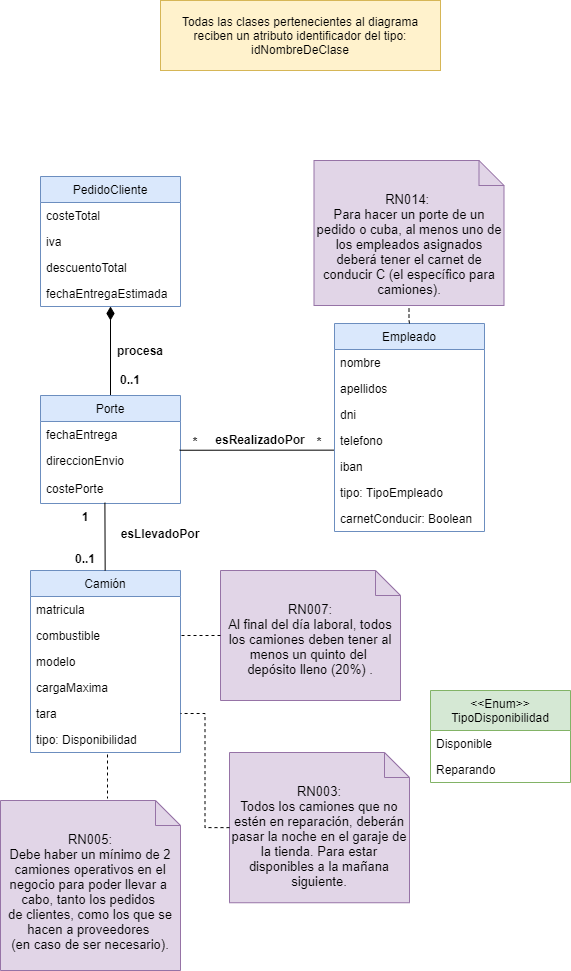 Todas las clases pertenecientes al diagrama
reciben un atributo identificador del tipo:
idNombreDeClase
PedidoCliente
costeTotal
iva
descuentoTotal
fechaEntregaEstimada
RN014:
Para hacer un porte de un
pedido o cuba, al menos uno de
los empleados asignados
deberá tener el carnet de
conducir C (el específico para
camiones).
procesa
0..1
Empleado
nombre
apellidos
dni
telefono
iban
tipo: TipoEmpleado
carnetConducir: Boolean
Porte
fechaEntrega
direccionEnvio
costePorte
* esRealizadoPor *
1
esLlevadoPor
0..1
Camión
matricula
combustible
modelo
cargaMaxima
tara
tipo: Disponibilidad
RN007:
Al final del día laboral, todos
los camiones deben tener al
menos un quinto del
depósito lleno (20%) .
<<Enum>>
TipoDisponibilidad
Disponible
Reparando
RN003:
Todos los camiones que no
estén en reparación, deberán
pasar la noche en el garaje de
la tienda. Para estar
disponibles a la mañana
siguiente.
RN005:
Debe haber un mínimo de 2
camiones operativos en el
negocio para poder llevar a
cabo, tanto los pedidos
de clientes, como los que se
hacen a proveedores
(en caso de ser necesario).